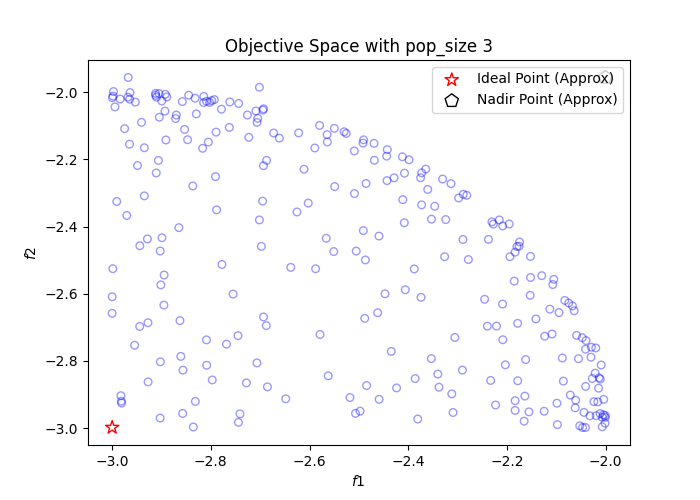 Objective Space with pop_size 3
Ideal Point (Approx)
Nadir Point (Approx)
−2.0
−2.2
−2.4
−2.6
−2.8
−3.0
f2
−3.0 −2.8 −2.6 −2.4 −2.2 −2.0
f1